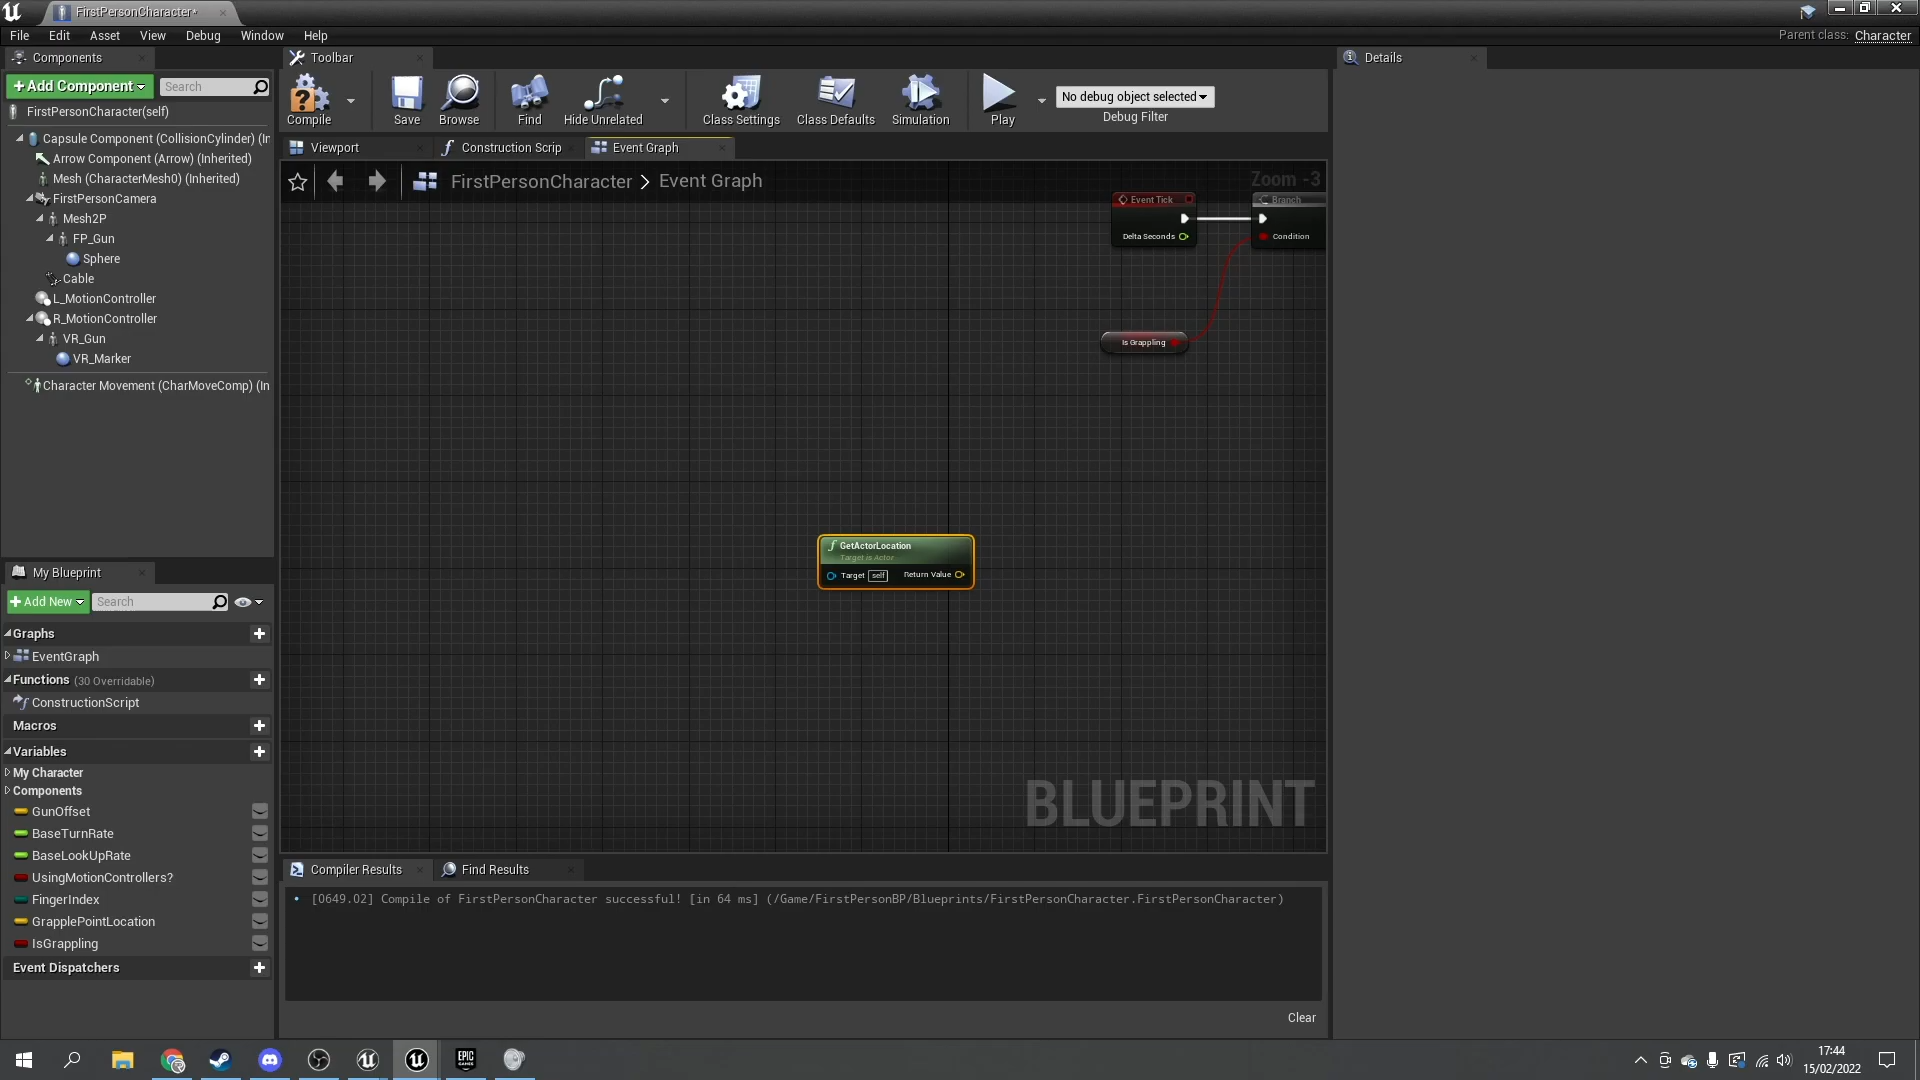 FirstPersonCharacter*
File Edit Asset View Debug Window Help
Parent class: Character
Components
+ Add Component
Search
FirstPersonCharacter(self)
Capsule Component (CollisionCylinder) (In
Arrow Component (Arrow) (Inherited)
Mesh (CharacterMesh0) (Inherited)
FirstPersonCamera
Mesh2P
FP_Gun
Sphere
Cable
L_MotionController
R_MotionController
VR_Gun
VR_Marker
Character Movement (CharMoveComp) (In
My Blueprint
+ Add New
Search
Graphs
EventGraph
Functions (30 Overridable)
ConstructionScript
Macros
Variables
My Character
Components
GunOffset
BaseTurnRate
BaseLookUpRate
UsingMotionControllers?
FingerIndex
GrapplePointLocation
IsGrappling
Event Dispatchers
Toolbar
Compile
Save
Browse
Find
Hide Unrelated
Class Settings
Class Defaults
Simulation
Play
No debug object selected
Debug Filter
Viewport
Construction Scrip
Event Graph
FirstPersonCharacter > Event Graph
Zoom -3
Event Tick
Delta Seconds
Branch
Condition
Is Grappling
GetActorLocation
Target is Actor
Target self Return Value
BLUEPRINT
Compiler Results
Find Results
[0649.02] Compile of FirstPersonCharacter successful! [in 64 ms] (/Game/FirstPersonBP/Blueprints/FirstPersonCharacter.FirstPersonCharacter)
Clear
Details
EPIC
GAMES
17:44
15/02/2022